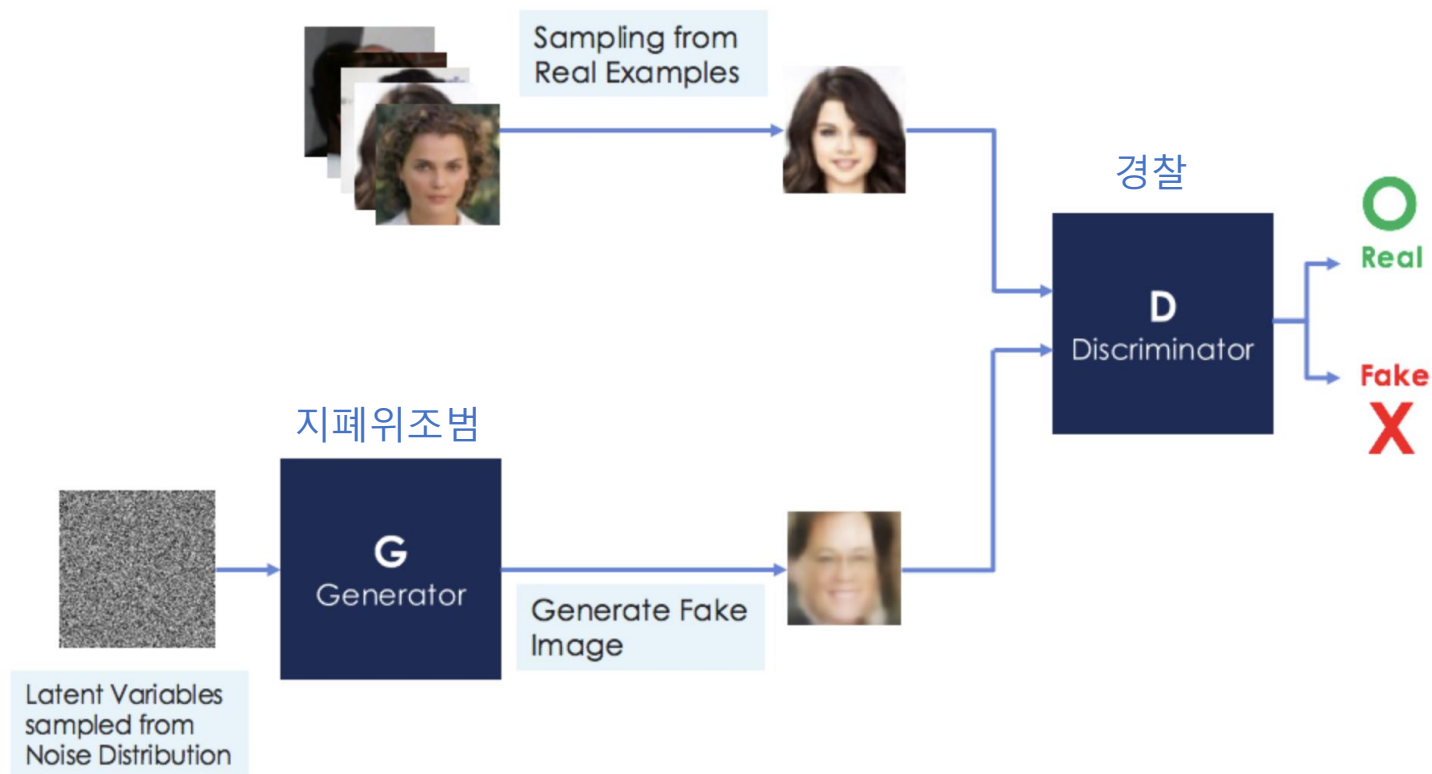 Sampling from
Real Examples
경찰
Real
D
Discriminator
Fake
X
지폐위조범
G
Generator
Generate Fake
Image
Latent Variables
sampled from
Noise Distribution